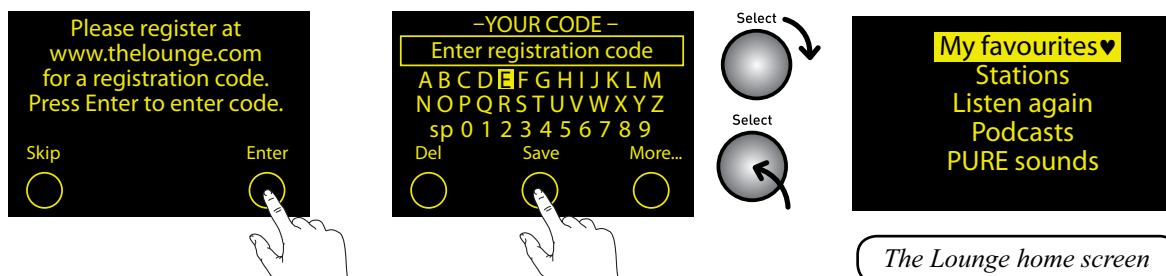 Please register at
www.thelounge.com
for a registration code.
Press Enter to enter code.
Skip Enter
–YOUR CODE –
Enter registration code
A B C D E F G H I J K L M
N O P Q R S T U V W X Y Z
sp 0 1 2 3 4 5 6 7 8 9
Del Save More...
Select
Select
My favourites♥
Stations
Listen again
Podcasts
PURE sounds
The Lounge home screen